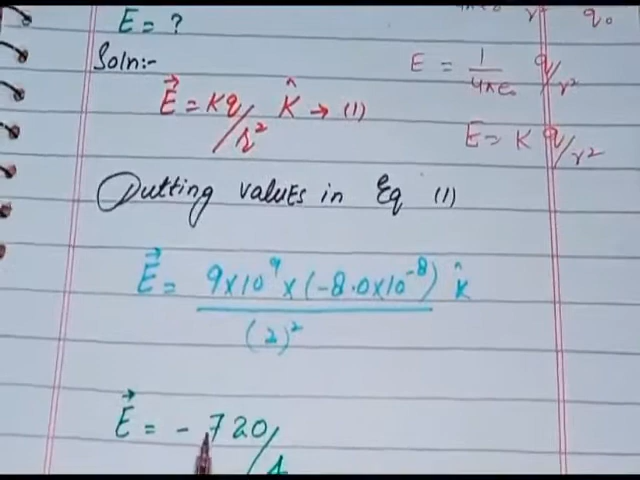 E = ?
q₀
Soln:-
E = 1/4πε₀ q/r²
E⃗ = Kq/r² K̂ → (1)
E = K q/r²
Putting values in Eq (1)
E⃗ = 9×10⁹×(-8.0×10⁻⁸)/(2)² K̂
E⃗ = -720/4